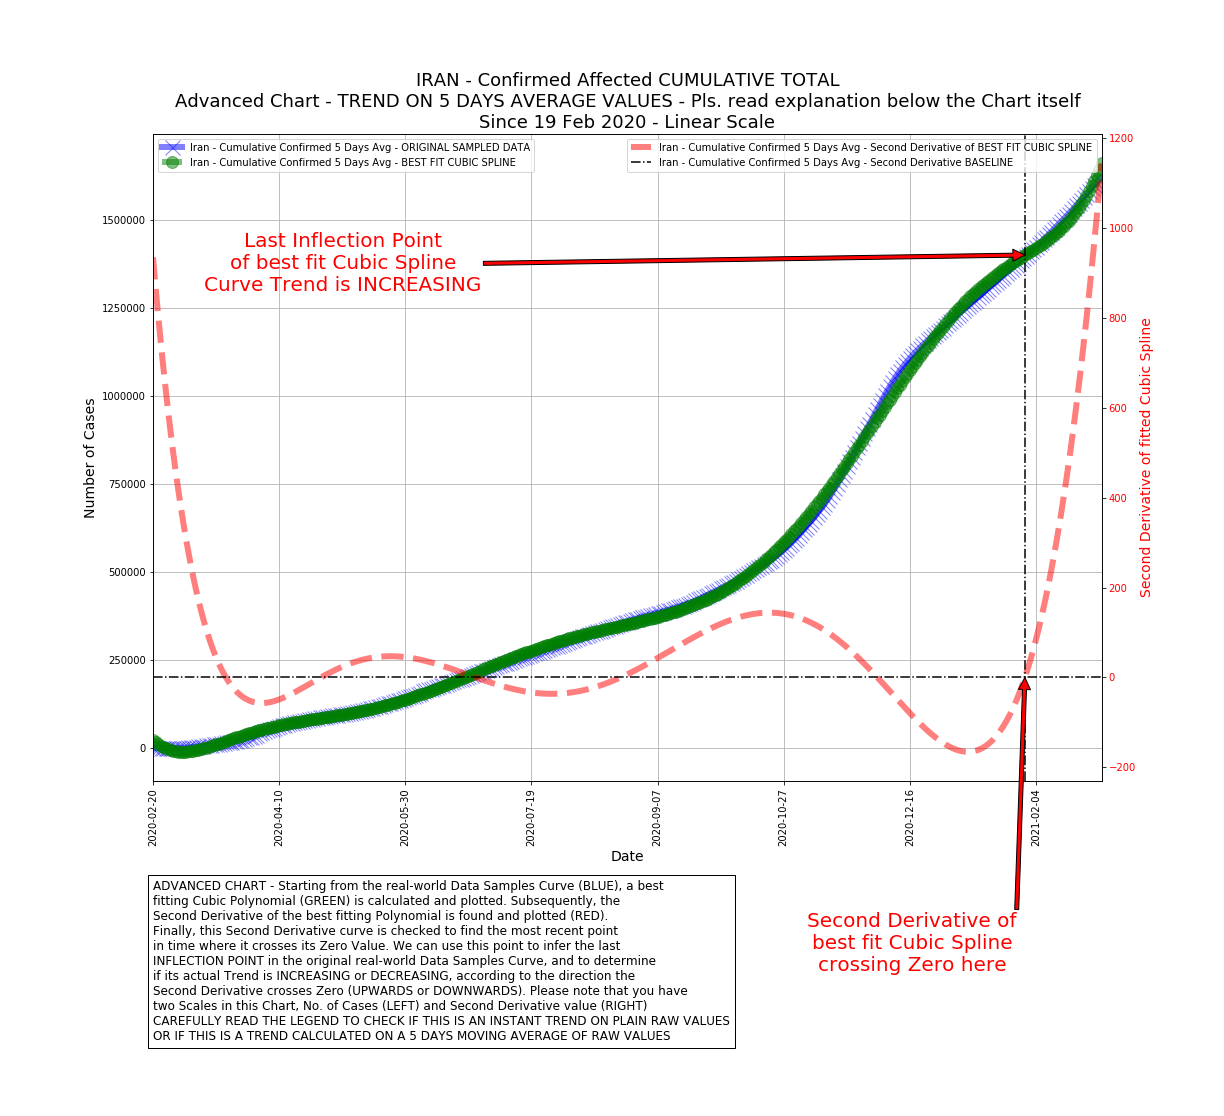 IRAN - Confirmed Affected CUMULATIVE TOTAL
Advanced Chart - TREND ON 5 DAYS AVERAGE VALUES - Pls. read explanation below the Chart itself
Since 19 Feb 2020 - Linear Scale
Iran - Cumulative Confirmed 5 Days Avg - ORIGINAL SAMPLED DATA
Iran - Cumulative Confirmed 5 Days Avg - BEST FIT CUBIC SPLINE
Iran - Cumulative Confirmed 5 Days Avg - Second Derivative of BEST FIT CUBIC SPLINE
Iran - Cumulative Confirmed 5 Days Avg - Second Derivative BASELINE
Last Inflection Point
of best fit Cubic Spline
Curve Trend is INCREASING
Number of Cases
1500000
1250000
1000000
750000
500000
250000
0
1200
1000
800
600
400
200
0
−200
Second Derivative of fitted Cubic Spline
2020-02-20
2020-04-10
2020-05-30
2020-07-19
2020-09-07
2020-10-27
2020-12-16
2021-02-04
Date
ADVANCED CHART - Starting from the real-world Data Samples Curve (BLUE), a best
fitting Cubic Polynomial (GREEN) is calculated and plotted. Subsequently, the
Second Derivative of the best fitting Polynomial is found and plotted (RED).
Finally, this Second Derivative curve is checked to find the most recent point
in time where it crosses its Zero Value. We can use this point to infer the last
INFLECTION POINT in the original real-world Data Samples Curve, and to determine
if its actual Trend is INCREASING or DECREASING, according to the direction the
Second Derivative crosses Zero (UPWARDS or DOWNWARDS). Please note that you have
two Scales in this Chart, No. of Cases (LEFT) and Second Derivative value (RIGHT)
CAREFULLY READ THE LEGEND TO CHECK IF THIS IS AN INSTANT TREND ON PLAIN RAW VALUES
OR IF THIS IS A TREND CALCULATED ON A 5 DAYS MOVING AVERAGE OF RAW VALUES
Second Derivative of
best fit Cubic Spline
crossing Zero here